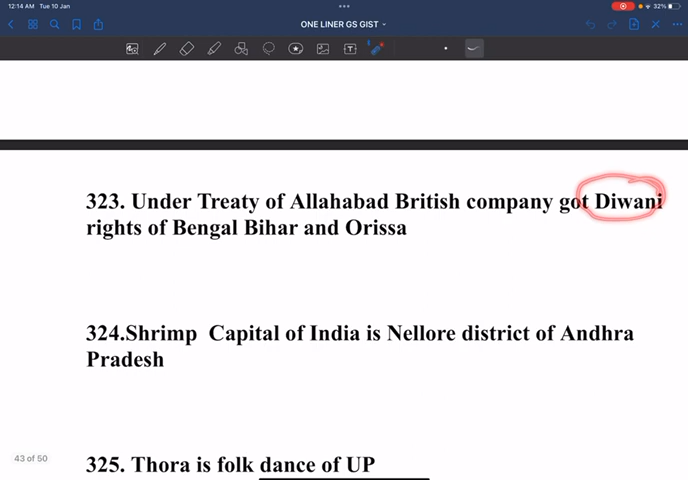 12:14 AM Tue 10 Jan
32%
ONE LINER GS GIST
323. Under Treaty of Allahabad British company got Diwani
rights of Bengal Bihar and Orissa
324.Shrimp Capital of India is Nellore district of Andhra
Pradesh
43 of 50
325. Thora is folk dance of UP